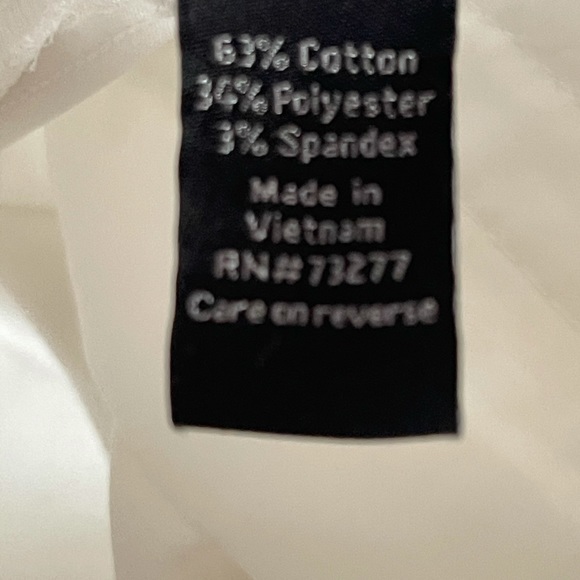 63% Cotton
34% Polyester
3% Spandex
Made in
Vietnam
RN#73277
Care on reverse